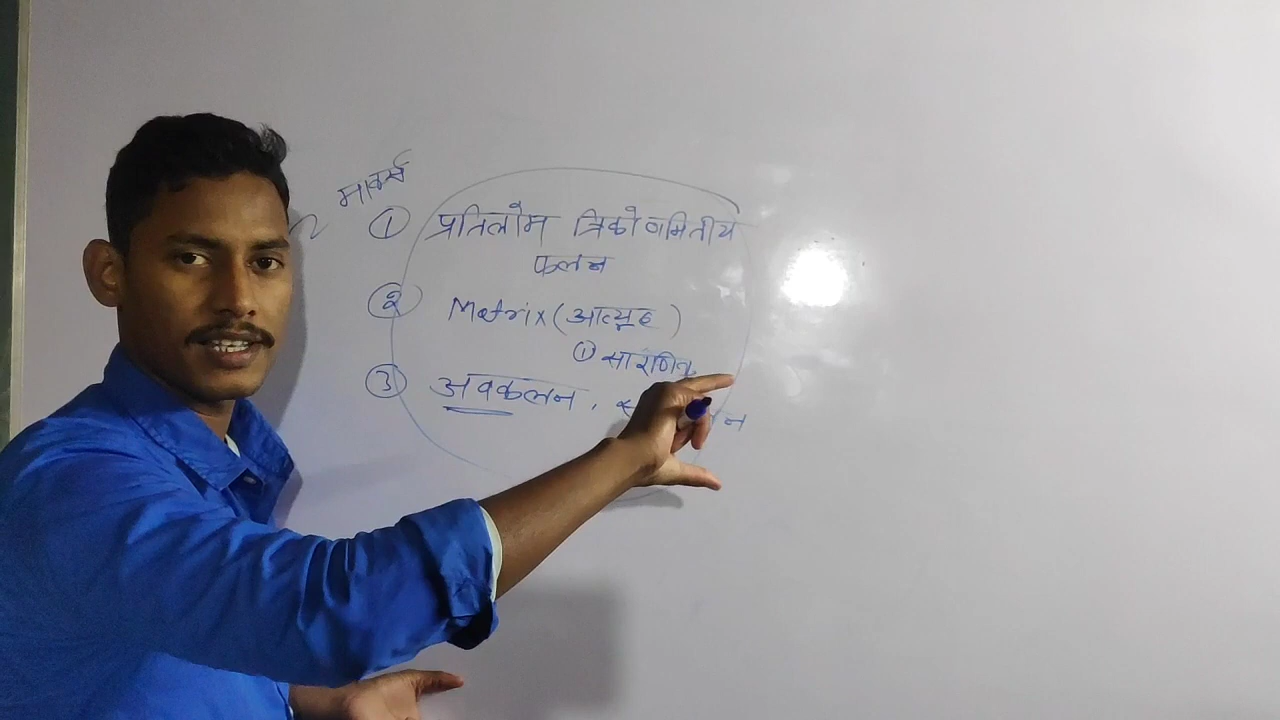 मार्क्स
① प्रतिलोम त्रिकोणमितीय
फलन
② Matrix (आव्यूह)
① सारणिक
③ अवकलन,